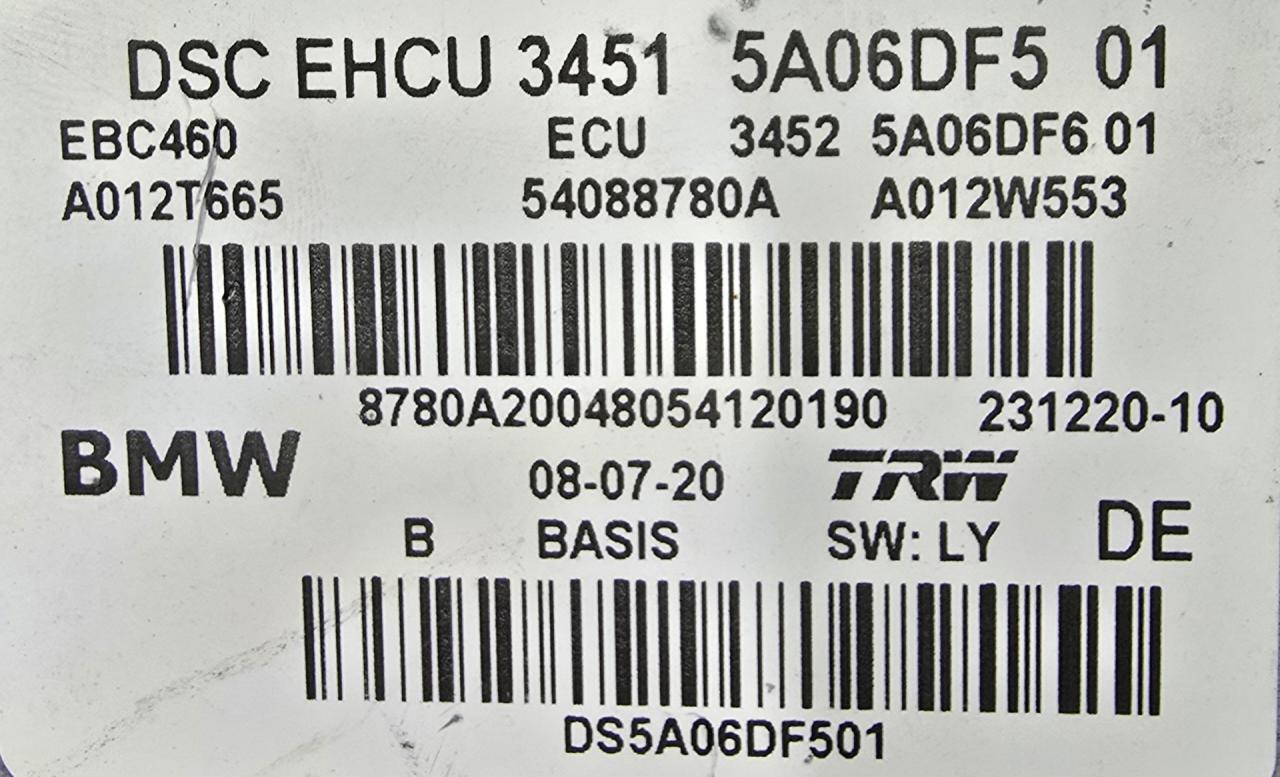 DSC EHCU 3451 5A06DF5 01
EBC460 ECU 3452 5A06DF6 01
A012T665 54088780A A012W553
8780A20048054120190 231220-10
BMW 08-07-20 TRW
B BASIS SW: LY DE
DS5A06DF501